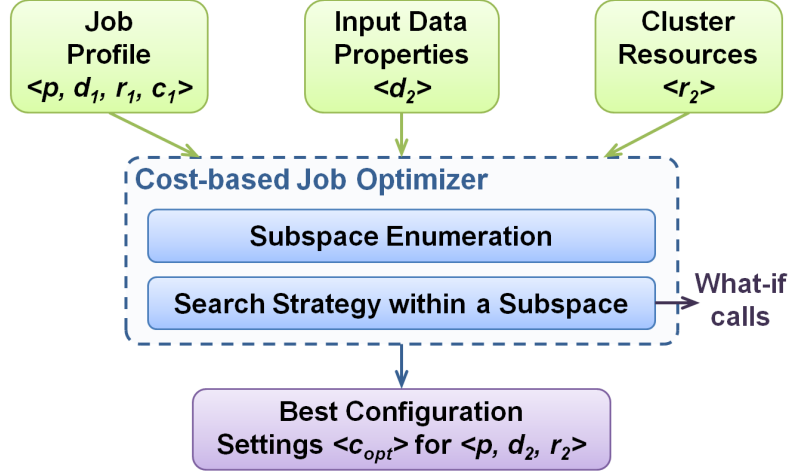 Job
Profile
<p, d₁, r₁, c₁>
Input Data
Properties
<d₂>
Cluster
Resources
<r₂>
Cost-based Job Optimizer
Subspace Enumeration
Search Strategy within a Subspace
What-if
calls
Best Configuration
Settings <c_opt> for <p, d₂, r₂>